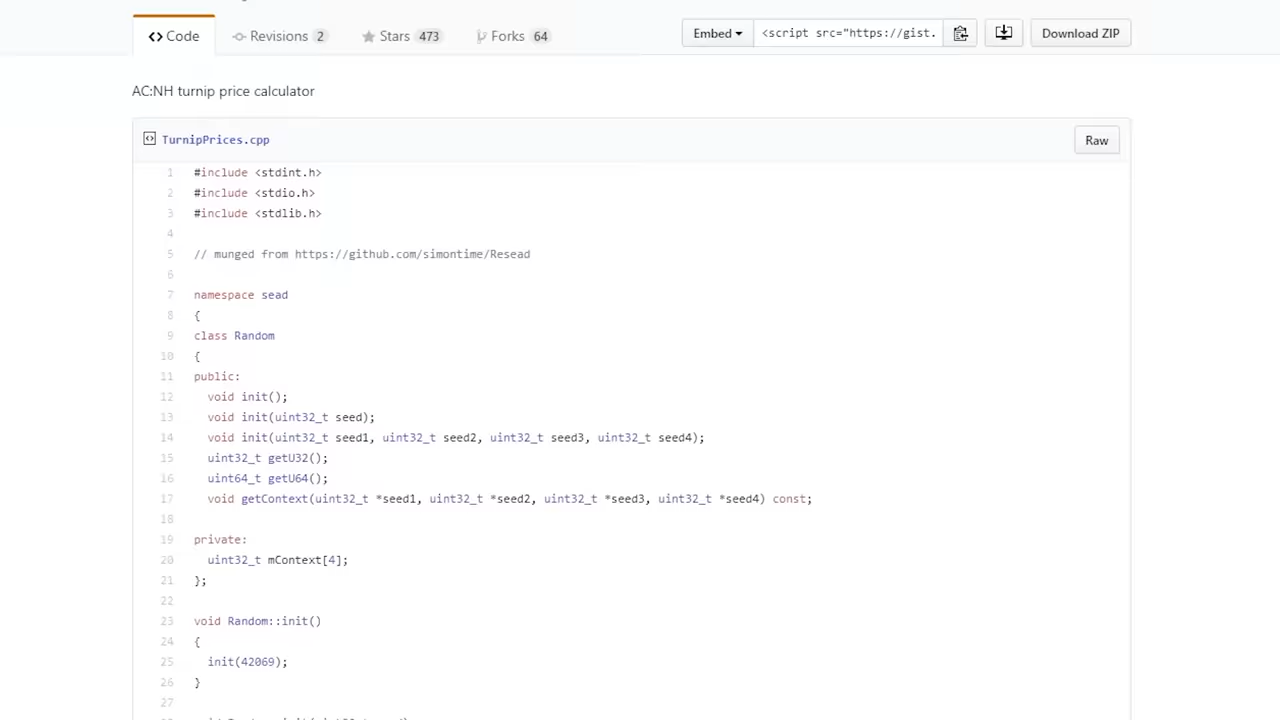 Code
Revisions 2
Stars 473
Forks 64
Embed
<script src="https://gist.
Download ZIP
AC:NH turnip price calculator
TurnipPrices.cpp
Raw
1 #include <stdint.h>
2 #include <stdio.h>
3 #include <stdlib.h>
4
5 // munged from https://github.com/simontime/Resead
6
7 namespace sead
8 {
9 class Random
10 {
11 public:
12 void init();
13 void init(uint32_t seed);
14 void init(uint32_t seed1, uint32_t seed2, uint32_t seed3, uint32_t seed4);
15 uint32_t getU32();
16 uint64_t getU64();
17 void getContext(uint32_t *seed1, uint32_t *seed2, uint32_t *seed3, uint32_t *seed4) const;
18
19 private:
20 uint32_t mContext[4];
21 };
22
23 void Random::init()
24 {
25 init(42069);
26 }
27